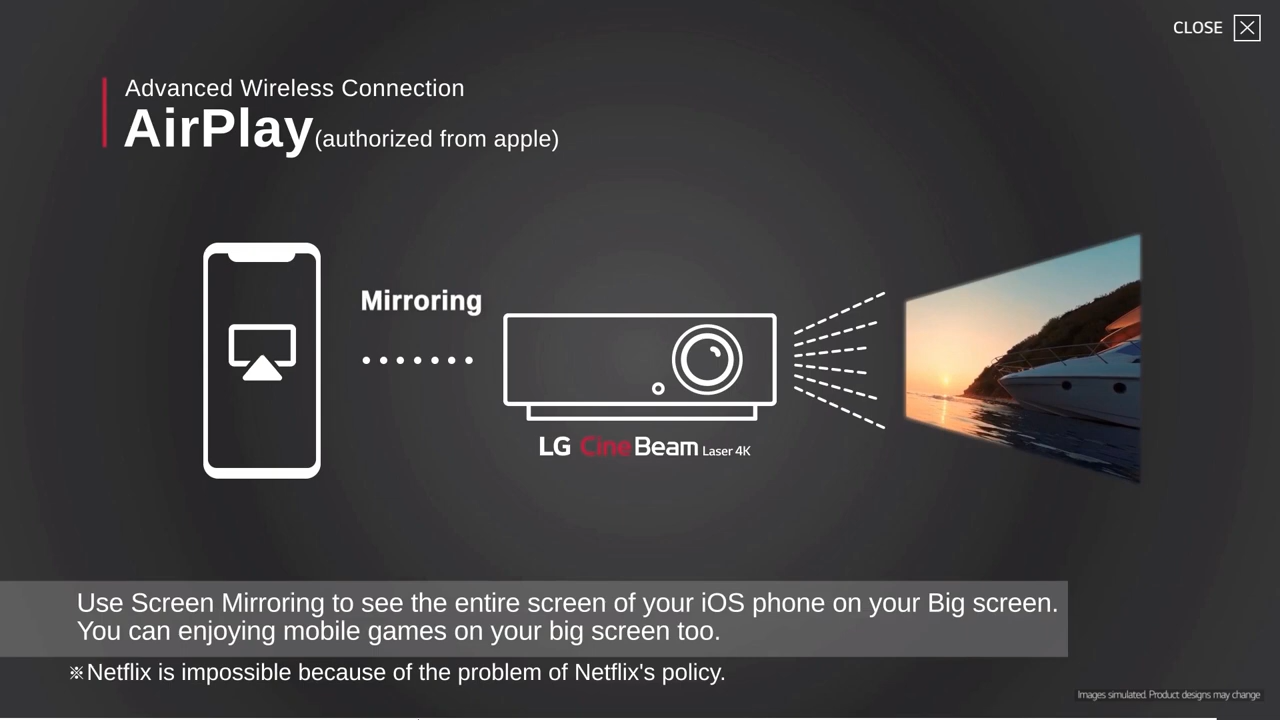 CLOSE
Advanced Wireless Connection
AirPlay(authorized from apple)
Mirroring
LG CineBeam Laser 4K
Use Screen Mirroring to see the entire screen of your iOS phone on your Big screen.
You can enjoying mobile games on your big screen too.
※Netflix is impossible because of the problem of Netflix's policy.
Images simulated. Product designs may change